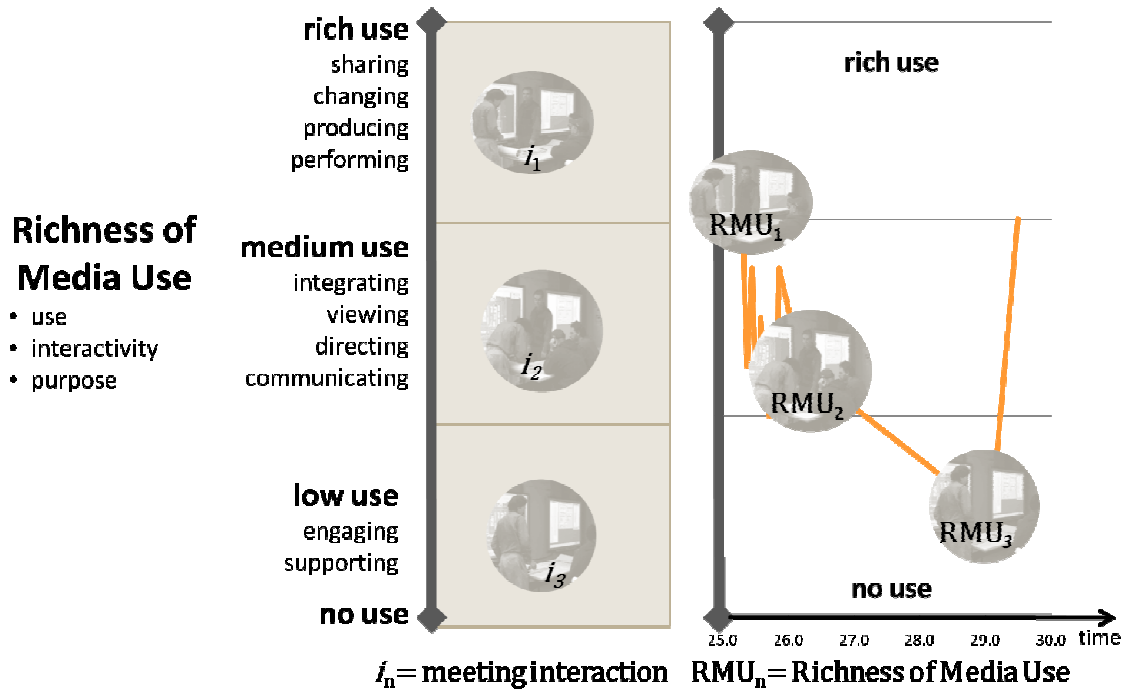 Richness of
Media Use
• use
• interactivity
• purpose
rich use
sharing
changing
producing
performing
medium use
integrating
viewing
directing
communicating
low use
engaging
supporting
no use
i1
i2
i3
in = meeting interaction
rich use
RMU1
RMU2
RMU3
no use
25.0 26.0 27.0 28.0 29.0 30.0 time
RMUn = Richness of Media Use